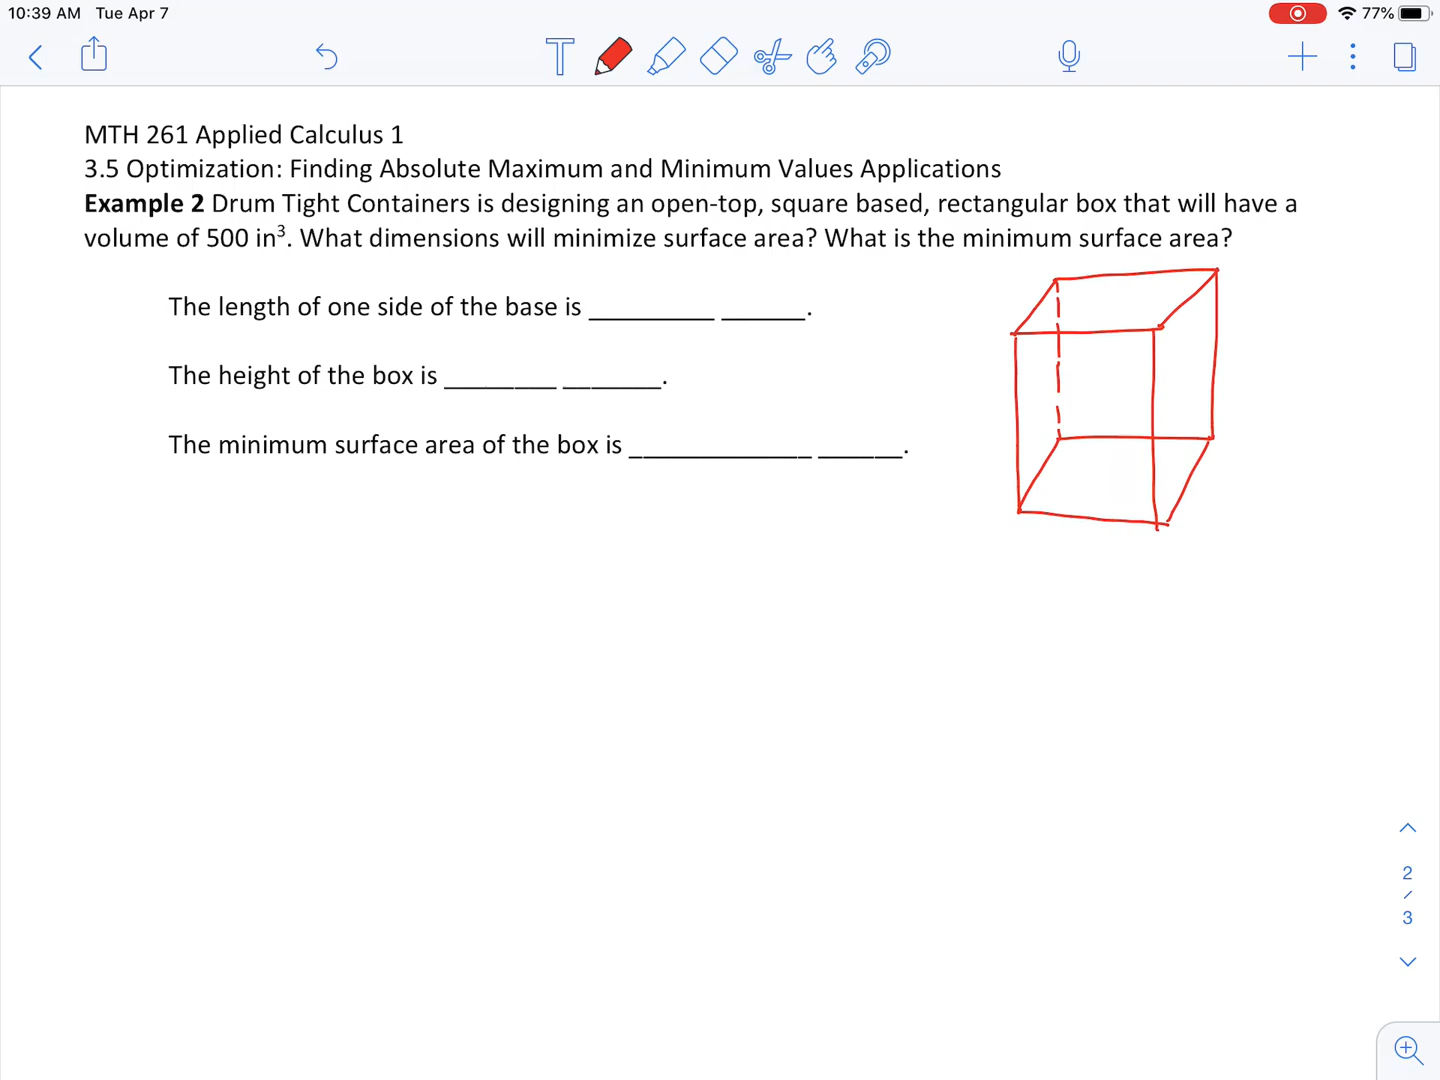 10:39 AM Tue Apr 7
77%
MTH 261 Applied Calculus 1
3.5 Optimization: Finding Absolute Maximum and Minimum Values Applications
Example 2 Drum Tight Containers is designing an open-top, square based, rectangular box that will have a
volume of 500 in³. What dimensions will minimize surface area? What is the minimum surface area?
The length of one side of the base is _________ ______.
The height of the box is ________ _______.
The minimum surface area of the box is _____________ ______.
2
/
3